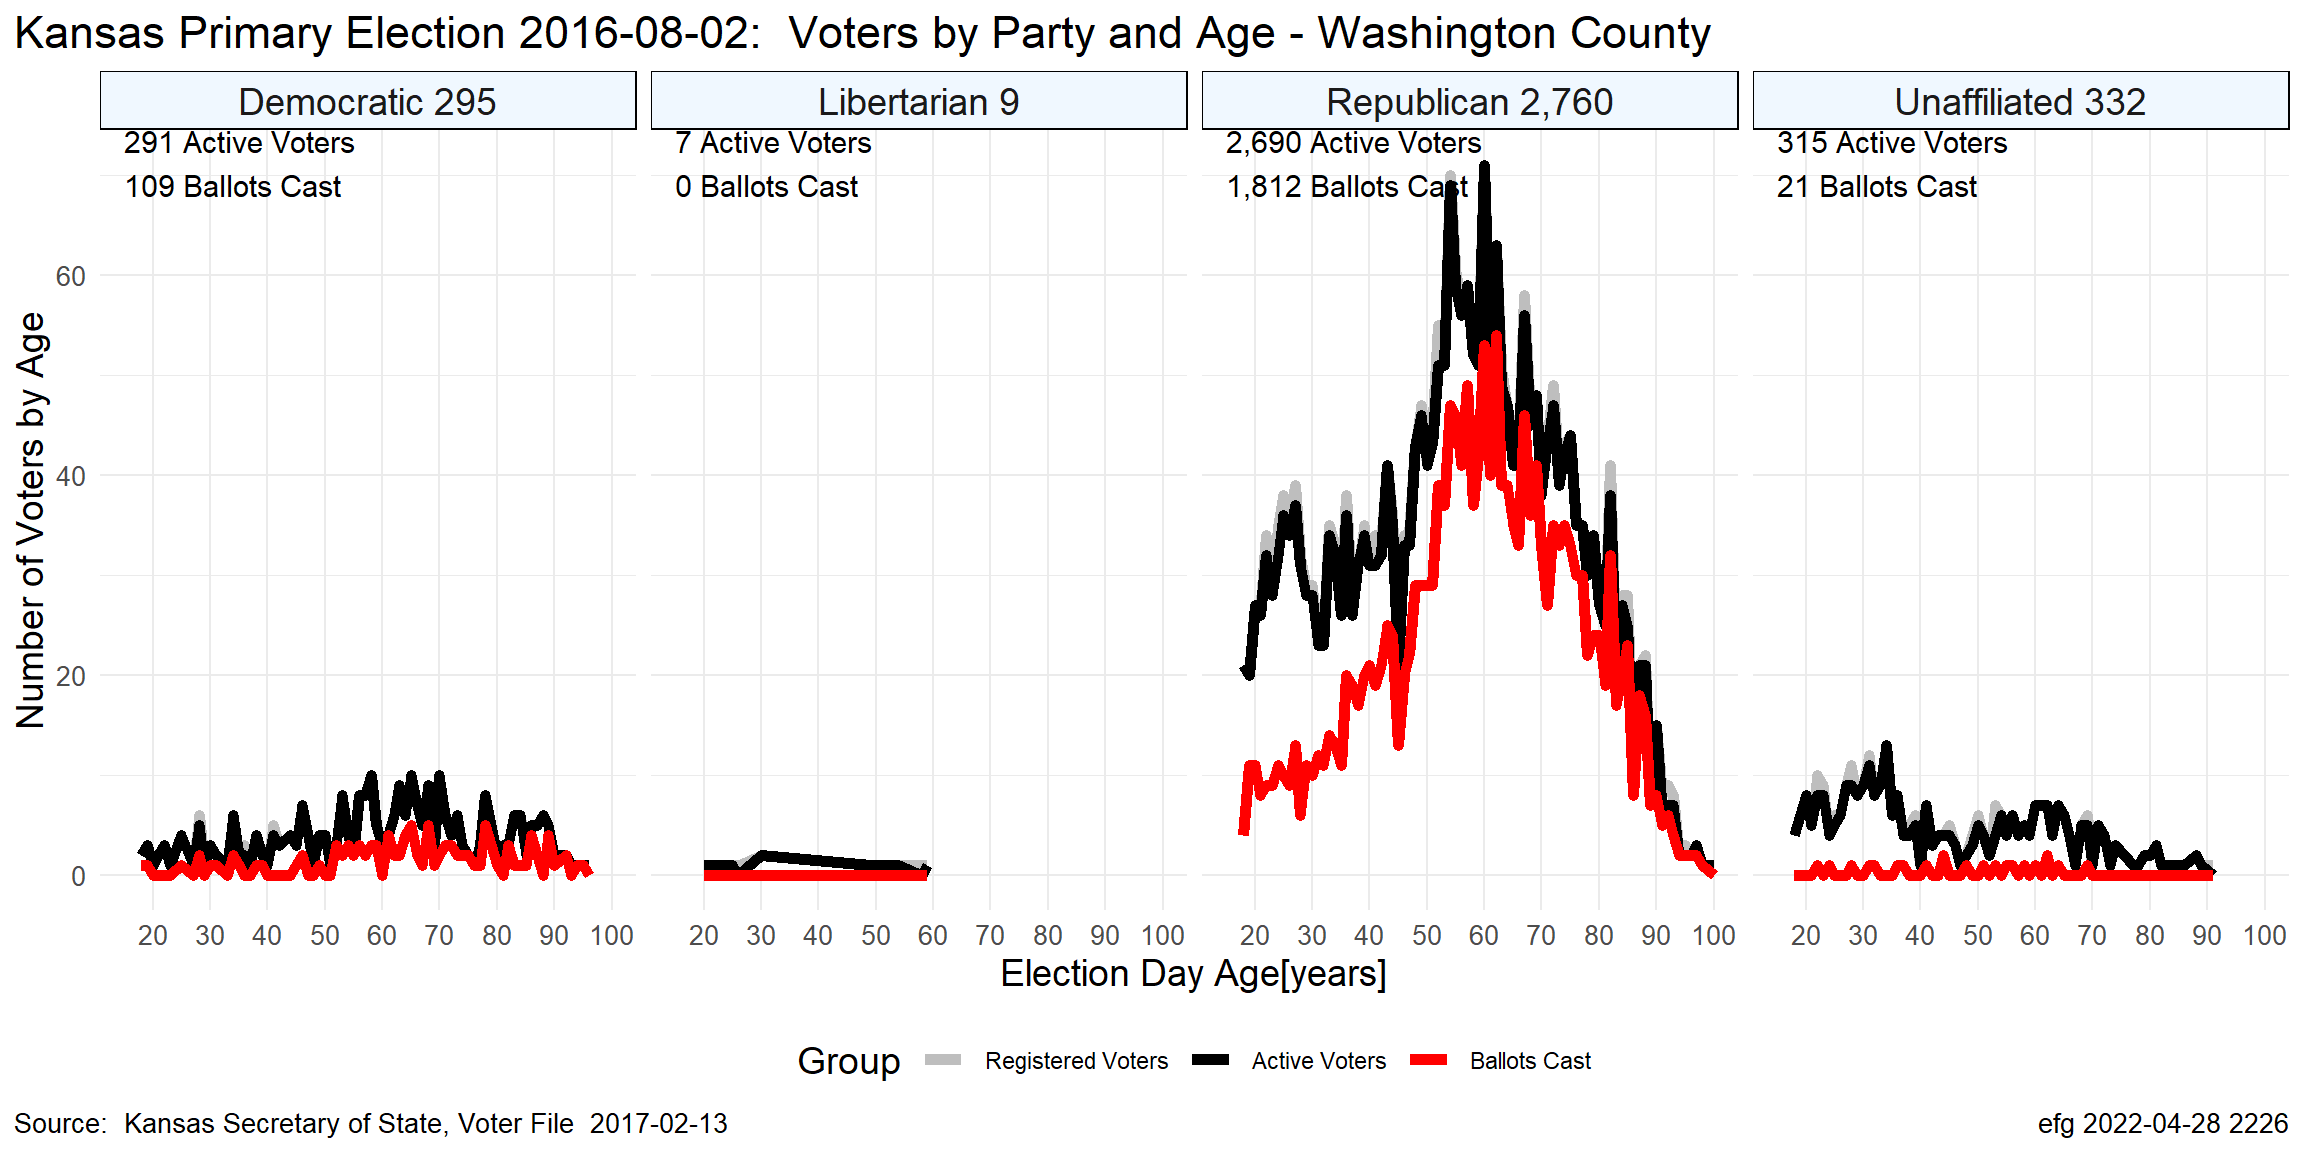 Kansas Primary Election 2016-08-02:  Voters by Party and Age - Washington County
Democratic 295
Libertarian 9
Republican 2,760
Unaffiliated 332
291 Active Voters
109 Ballots Cast
7 Active Voters
0 Ballots Cast
2,690 Active Voters
1,812 Ballots Cast
315 Active Voters
21 Ballots Cast
Number of Voters by Age
60
40
20
0
20 30 40 50 60 70 80 90 100
20 30 40 50 60 70 80 90 100
20 30 40 50 60 70 80 90 100
20 30 40 50 60 70 80 90 100
Election Day Age[years]
Group Registered Voters Active Voters Ballots Cast
Source:  Kansas Secretary of State, Voter File  2017-02-13
efg 2022-04-28 2226